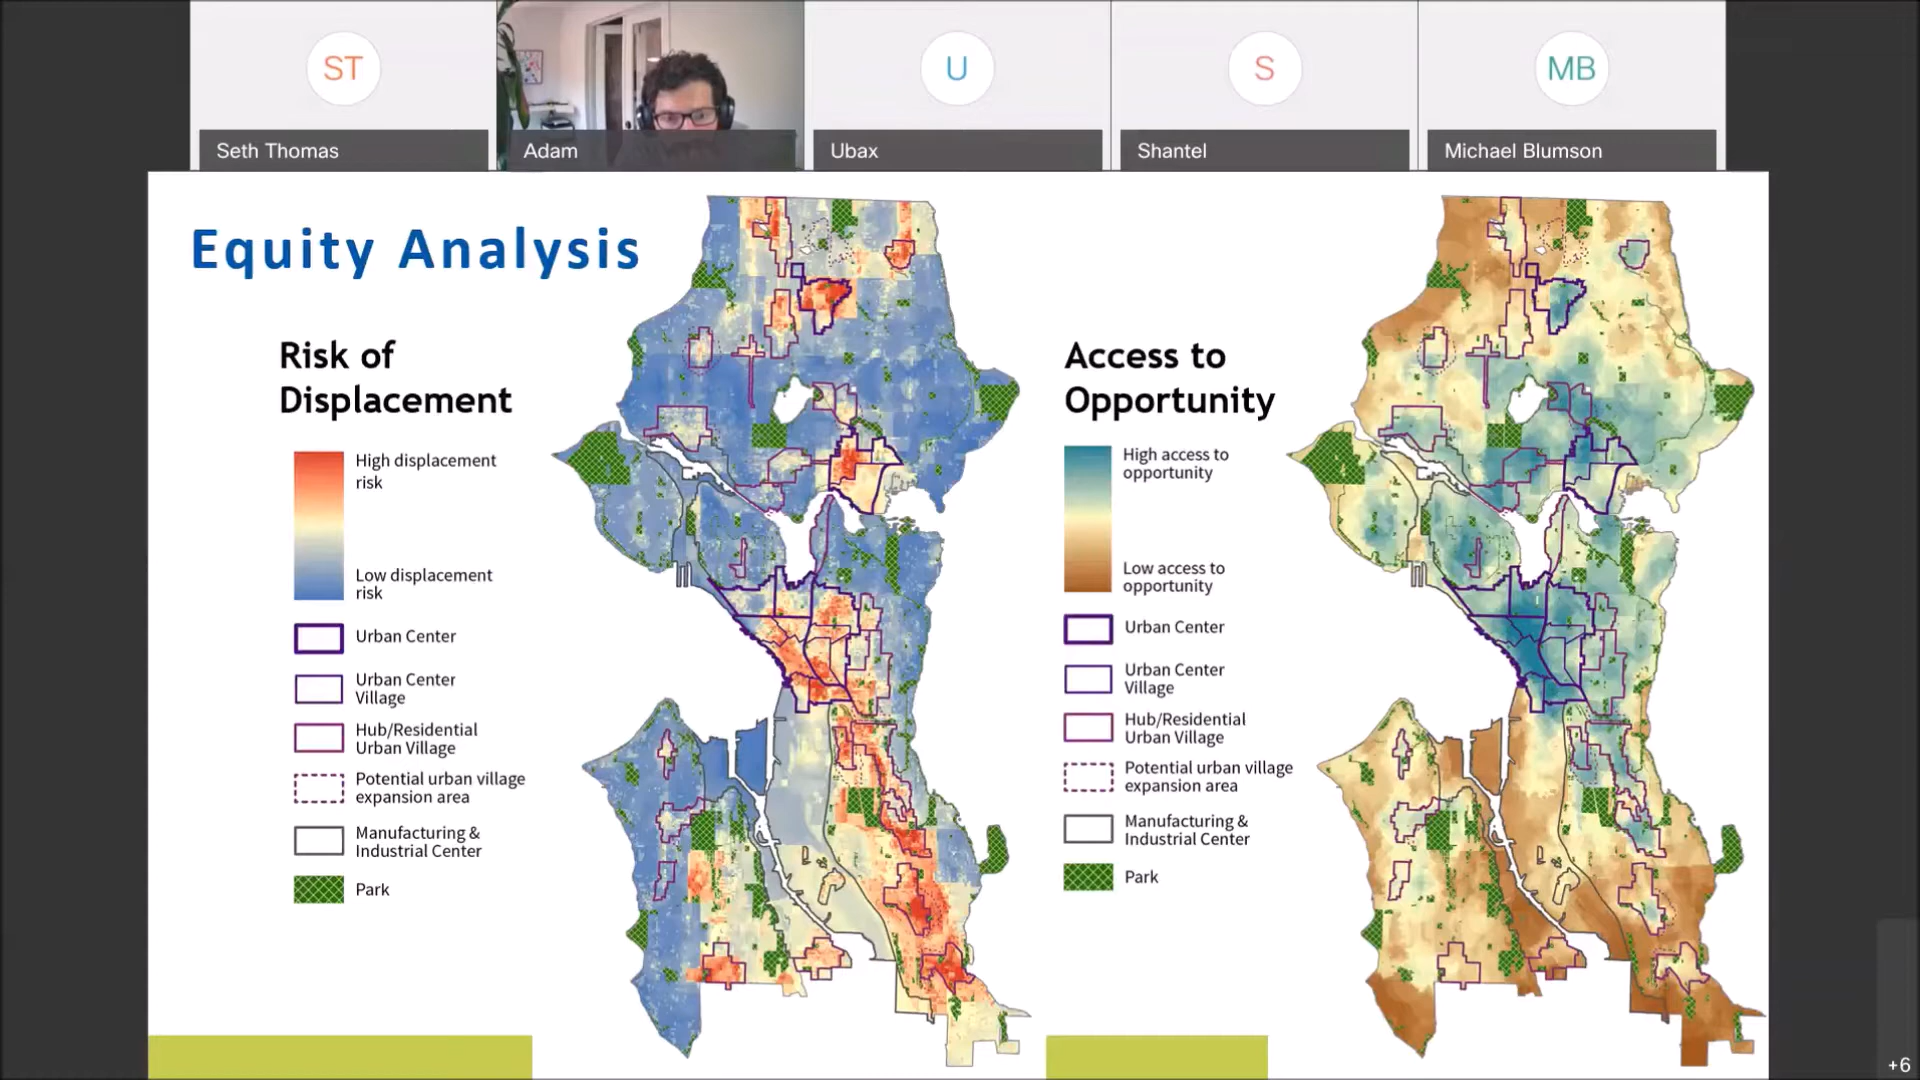 ST
U
S
MB
Seth Thomas
Adam
Ubax
Shantel
Michael Blumson
Equity Analysis
Risk of
Displacement
High displacement
risk
Low displacement
risk
Urban Center
Urban Center
Village
Hub/Residential
Urban Village
Potential urban village
expansion area
Manufacturing &
Industrial Center
Park
Access to
Opportunity
High access to
opportunity
Low access to
opportunity
Urban Center
Urban Center
Village
Hub/Residential
Urban Village
Potential urban village
expansion area
Manufacturing &
Industrial Center
Park
+6